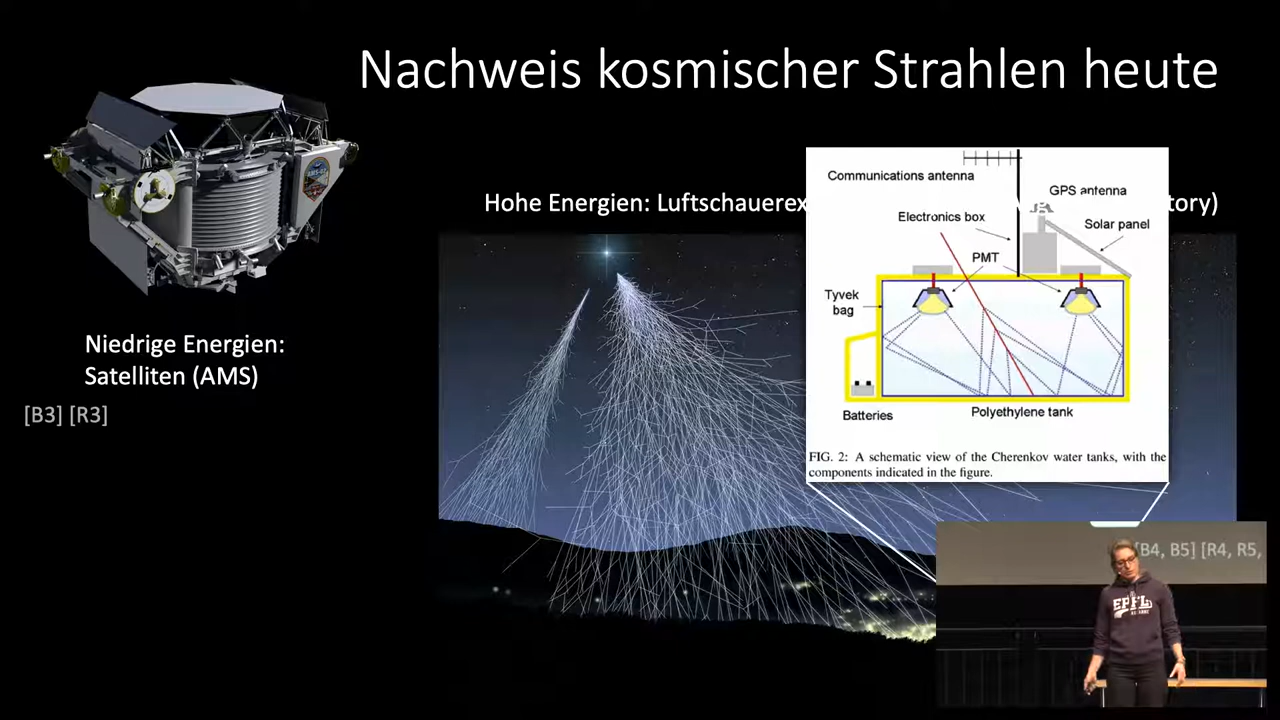 Nachweis kosmischer Strahlen heute
AMS-02
Niedrige Energien:
Satelliten (AMS)
[B3] [R3]
Hohe Energien: Luftschauerex
tory)
Communications antenna
GPS antenna
Electronics box
Solar panel
PMT
Tyvek
bag
Batteries
Polyethylene tank
FIG. 2: A schematic view of the Cherenkov water tanks, with the
components indicated in the figure.
[B4, B5] [R4, R5,
EPFL